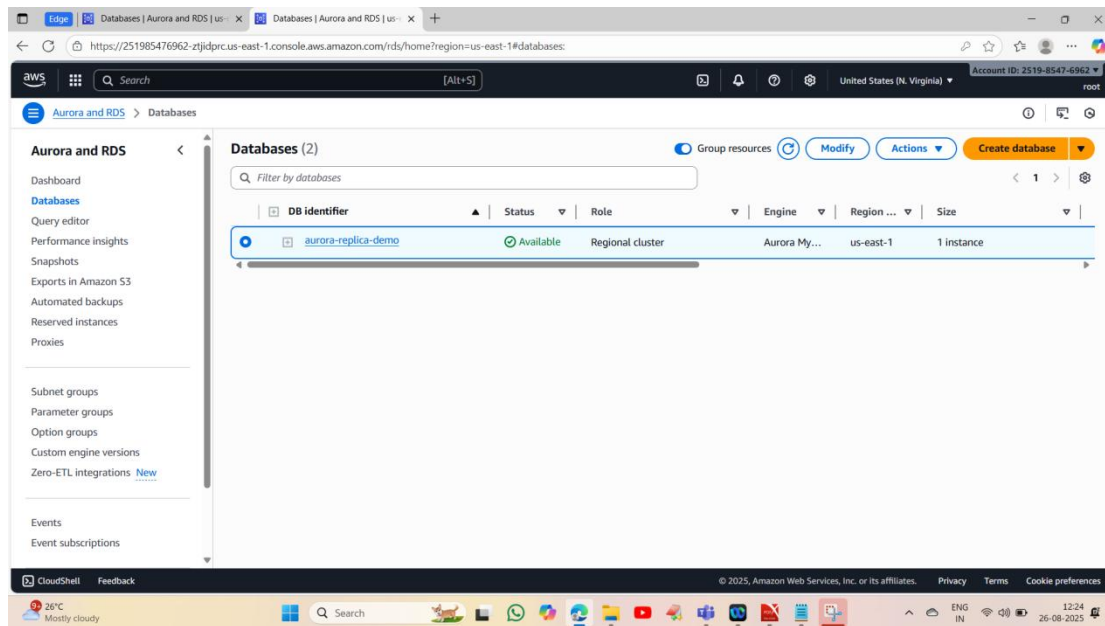 Edge
Databases | Aurora and RDS | us-
Databases | Aurora and RDS | us-
https://251985476962-ztjidprc.us-east-1.console.aws.amazon.com/rds/home?region=us-east-1#databases:
aws
Search
[Alt+S]
United States (N. Virginia)
Account ID: 2519-8547-6962
root
Aurora and RDS > Databases
Aurora and RDS
Dashboard
Databases
Query editor
Performance insights
Snapshots
Exports in Amazon S3
Automated backups
Reserved instances
Proxies
Subnet groups
Parameter groups
Option groups
Custom engine versions
Zero-ETL integrations New
Events
Event subscriptions
Databases (2)
Group resources
Modify
Actions
Create database
Filter by databases
1
DB identifier Status Role Engine Region ... Size
aurora-replica-demo Available Regional cluster Aurora My... us-east-1 1 instance
CloudShell Feedback
© 2025, Amazon Web Services, Inc. or its affiliates. Privacy Terms Cookie preferences
9+
26°C
Mostly cloudy
Search
ENG
IN
12:24
26-08-2025